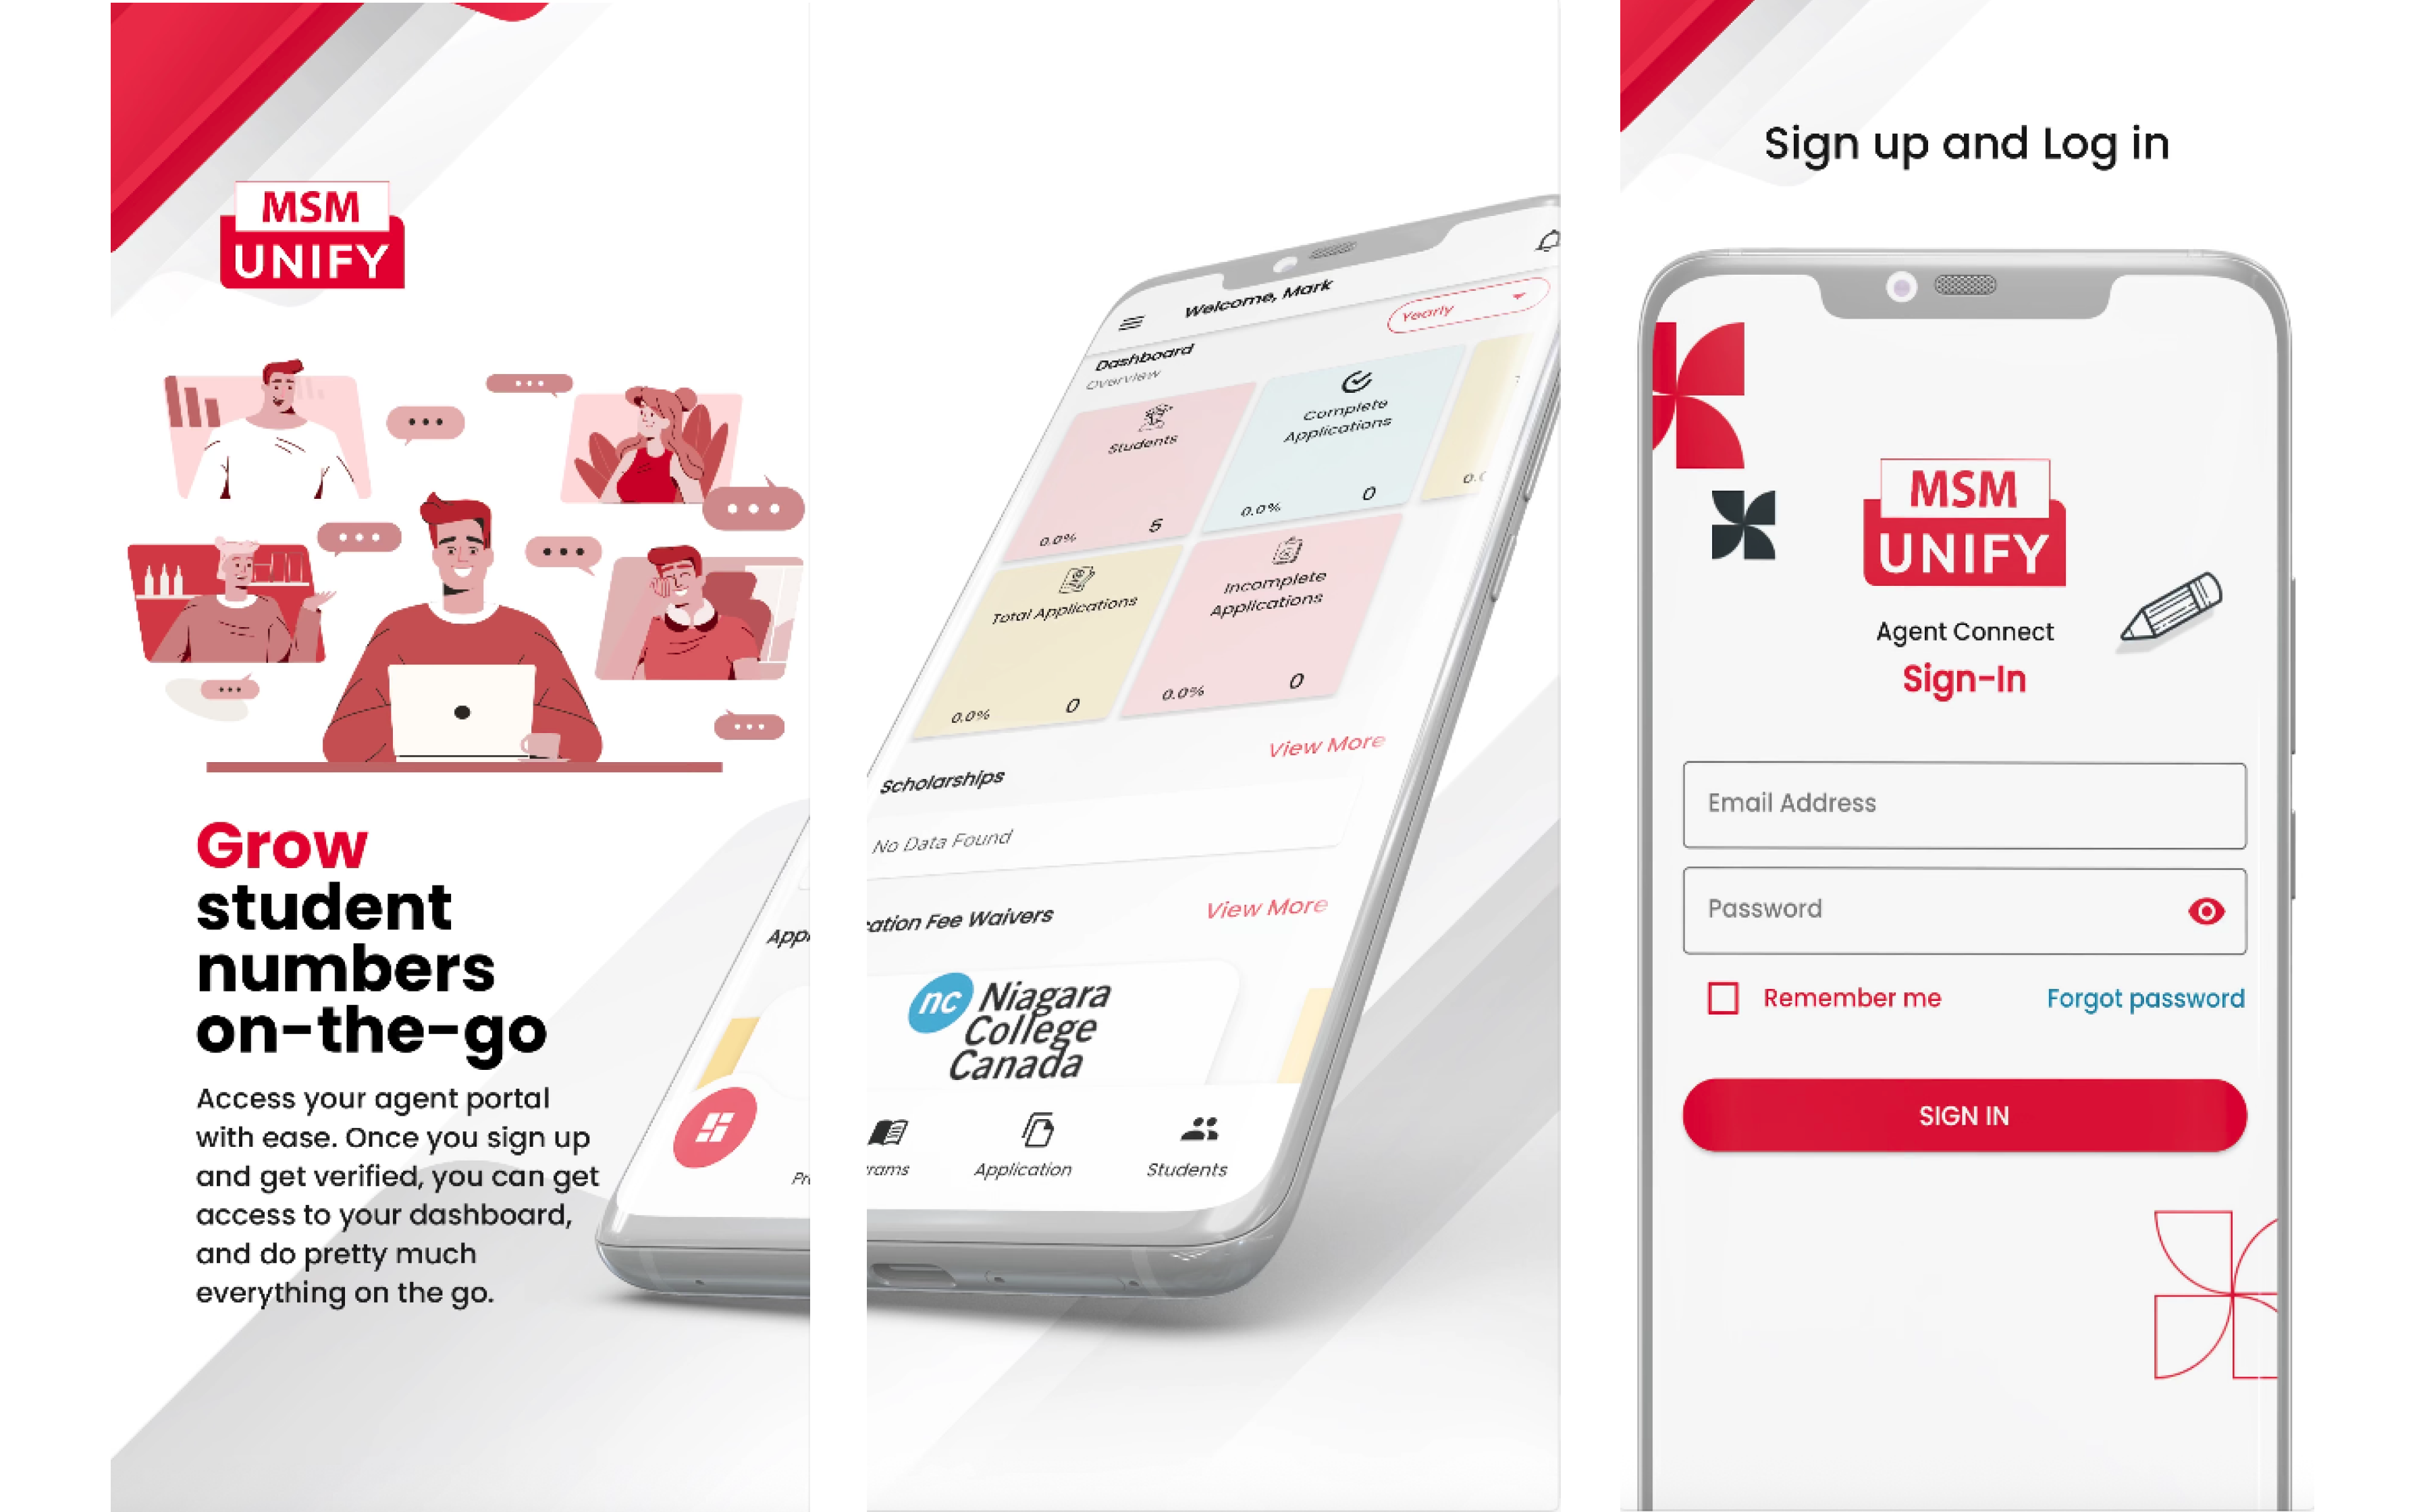 MSM
UNIFY
Grow
student
numbers
on-the-go
Access your agent portal
with ease. Once you sign up
and get verified, you can get
access to your dashboard,
and do pretty much
everything on the go.
Appl
Pr
Welcome, Mark
Yearly
Dashboard
Overview
Students
0.0% 5
Complete
Applications
0.0% 0
0.0
Total Applications
0.0% 0
Incomplete
Applications
0.0% 0
View More
Scholarships
No Data Found
cation Fee Waivers
View More
nc Niagara
College
Canada
rams
Application
Students
Sign up and Log in
MSM
UNIFY
Agent Connect
Sign-In
Email Address
Password
Remember me
Forgot password
SIGN IN